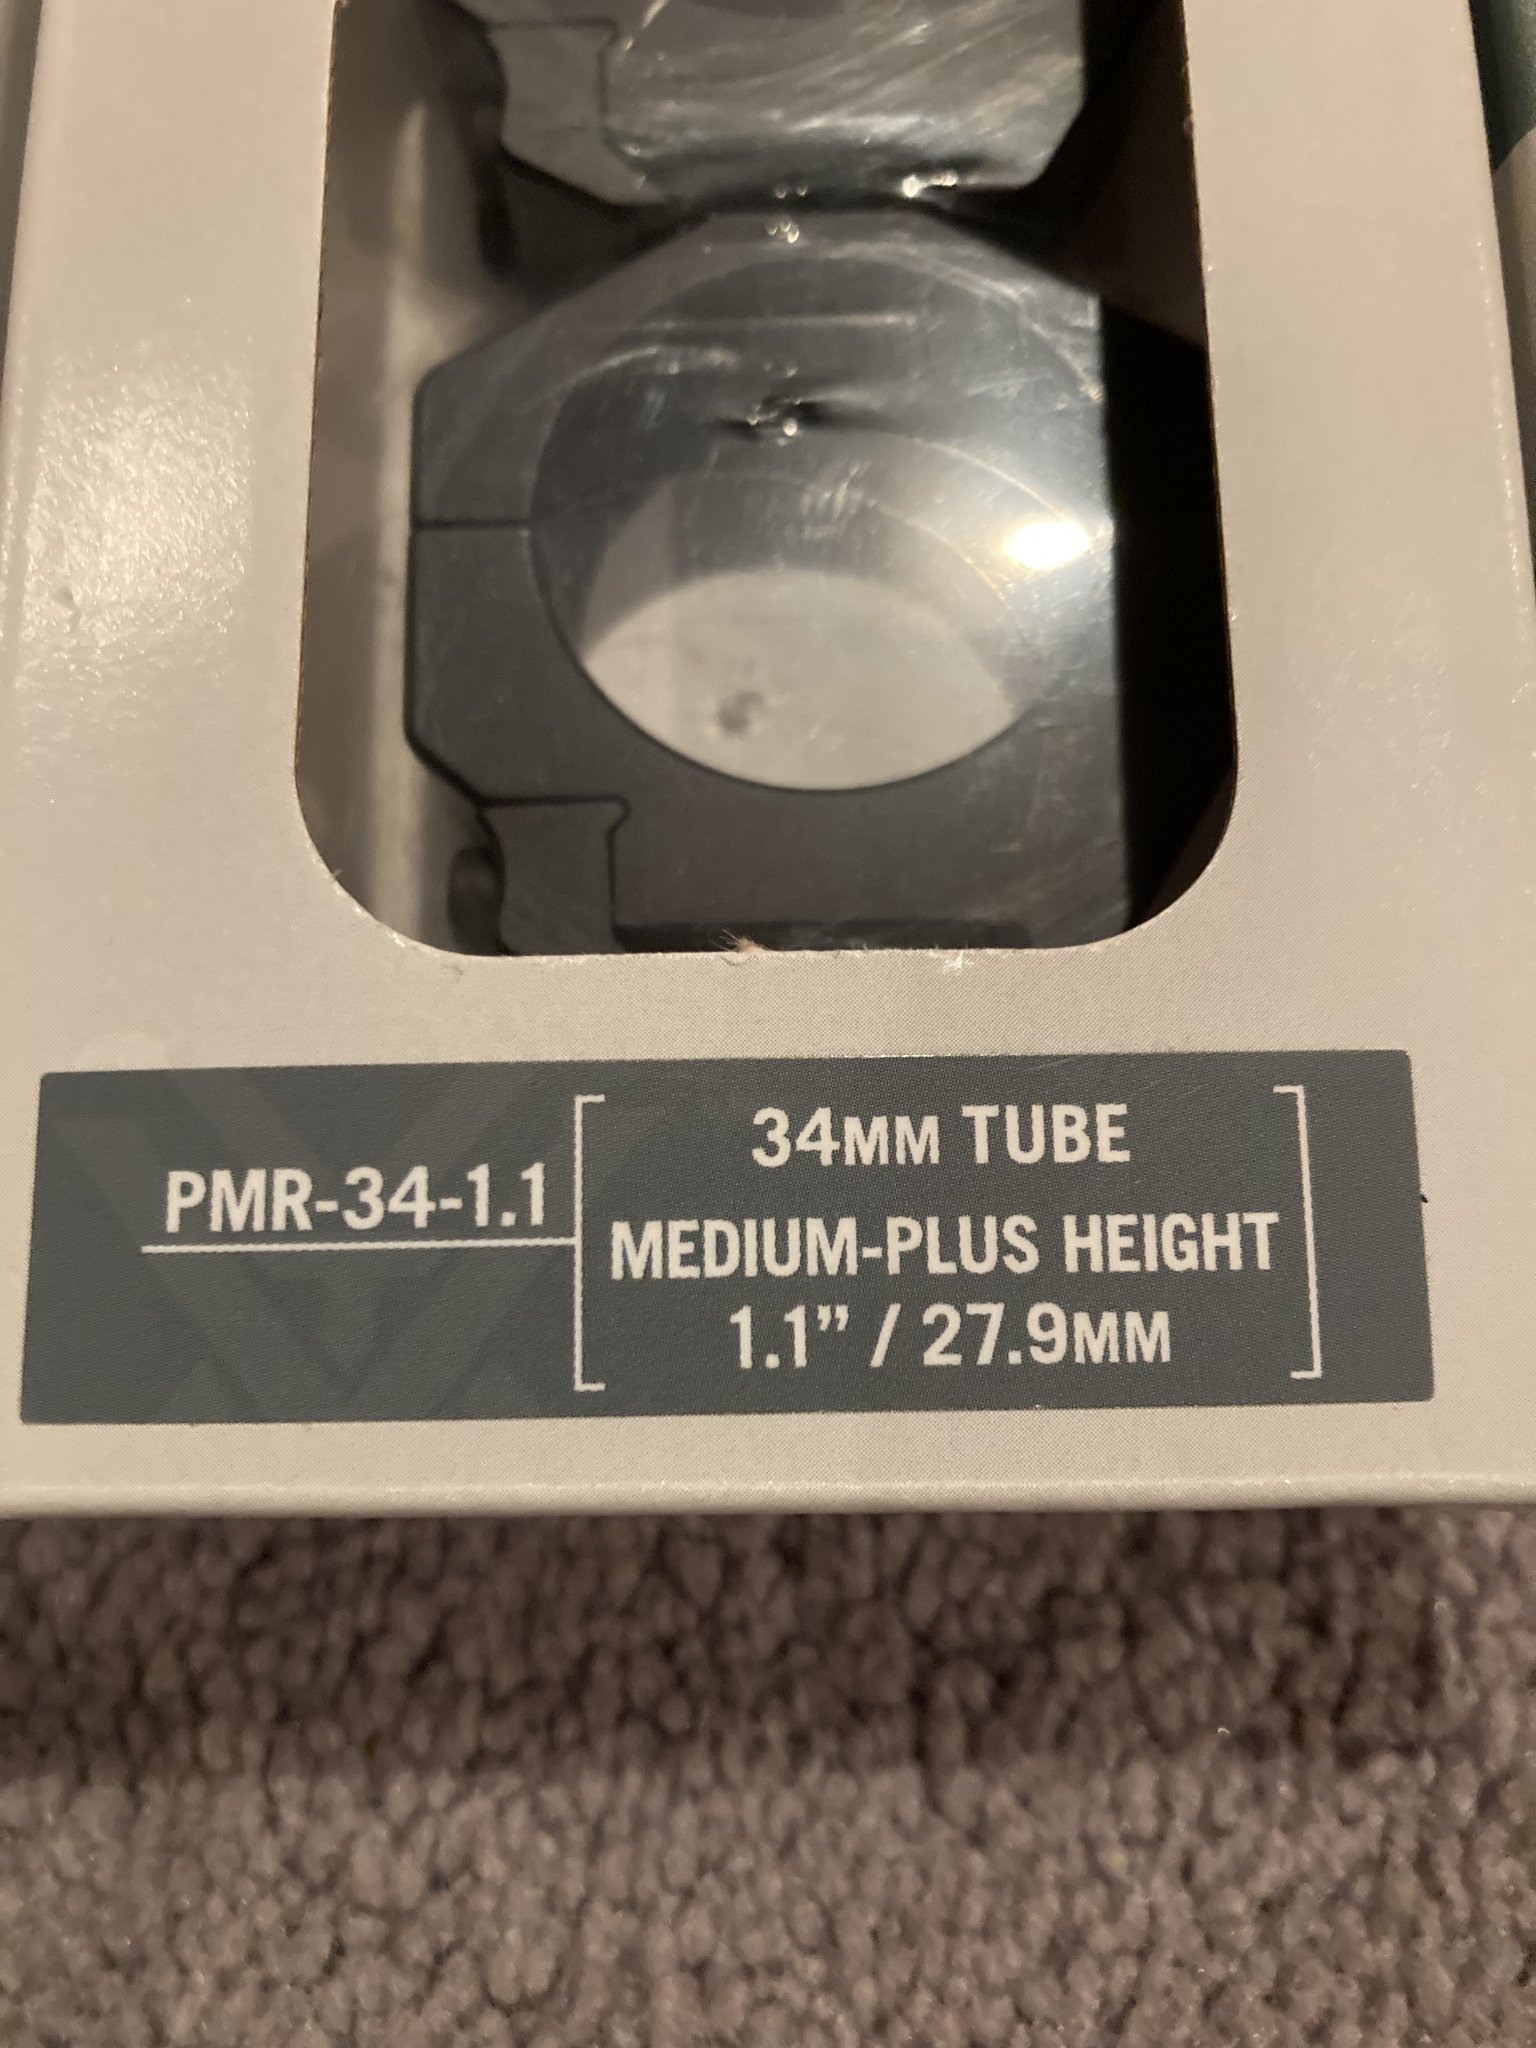 PMR-34-1.1
34MM TUBE
MEDIUM-PLUS HEIGHT
1.1” / 27.9MM